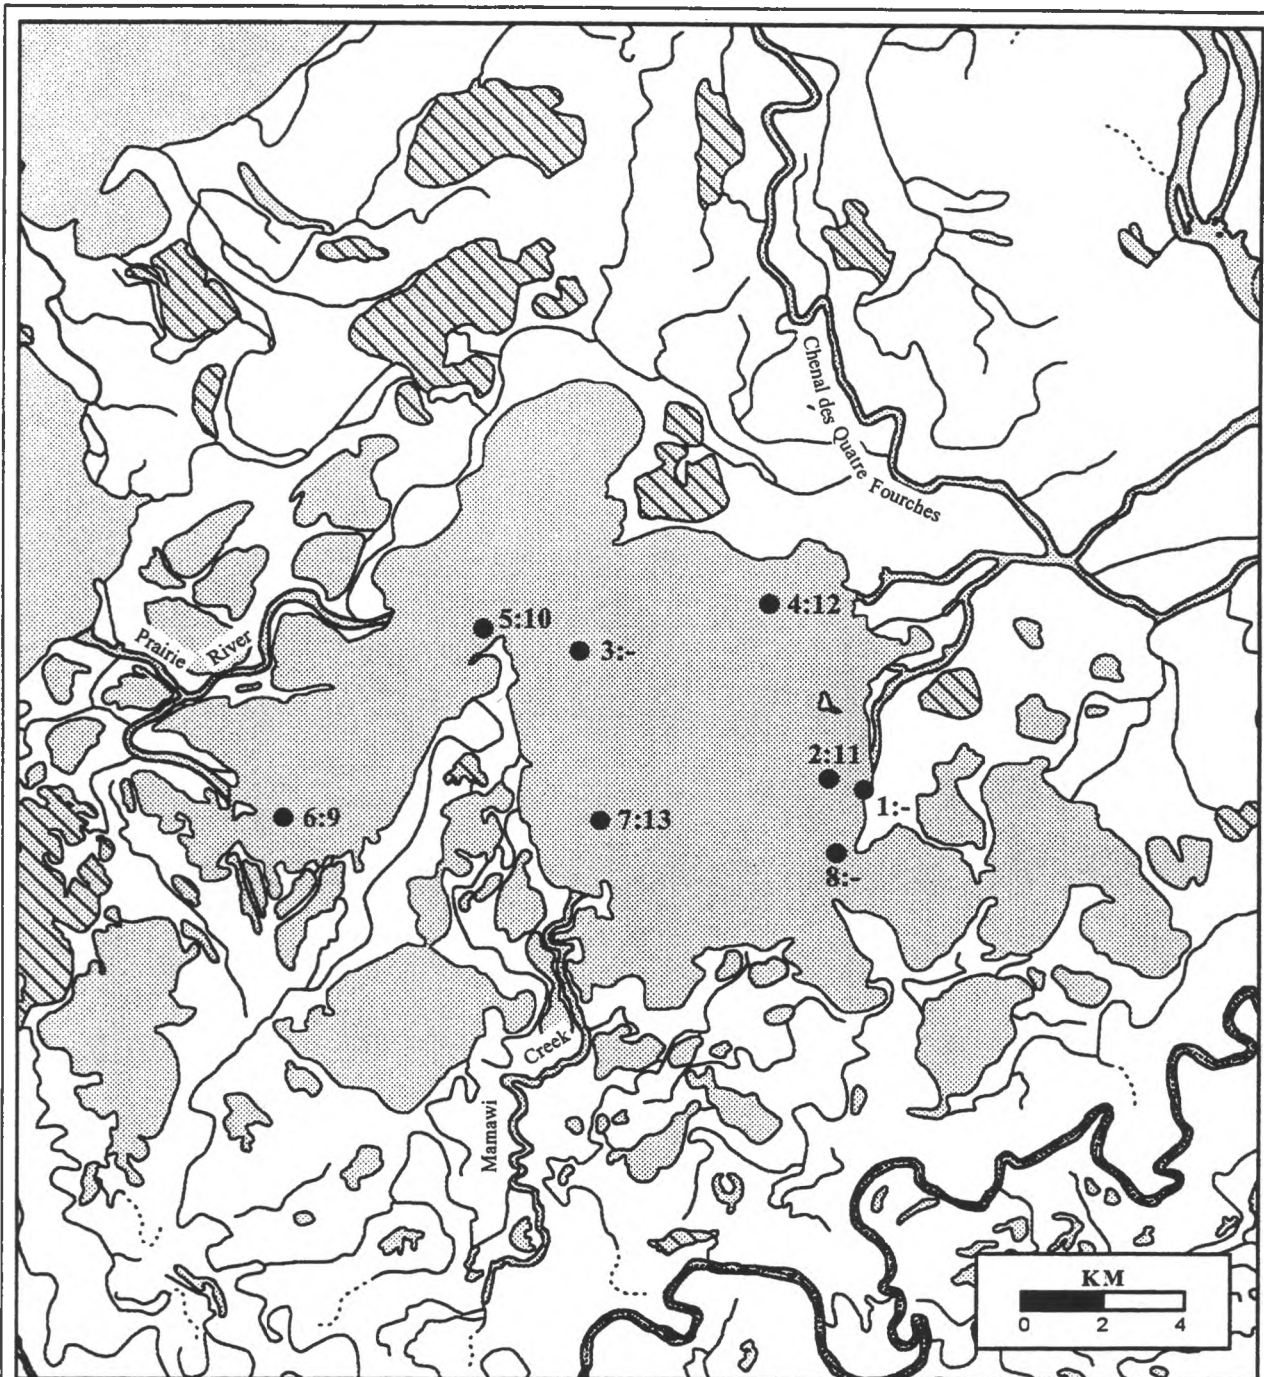 Chenal des Quatre Fourches
4:12
5:10
Prairie River
3:-
2:11
1:-
6:9
7:13
8:-
Mamawi Creek
KM
0 2 4